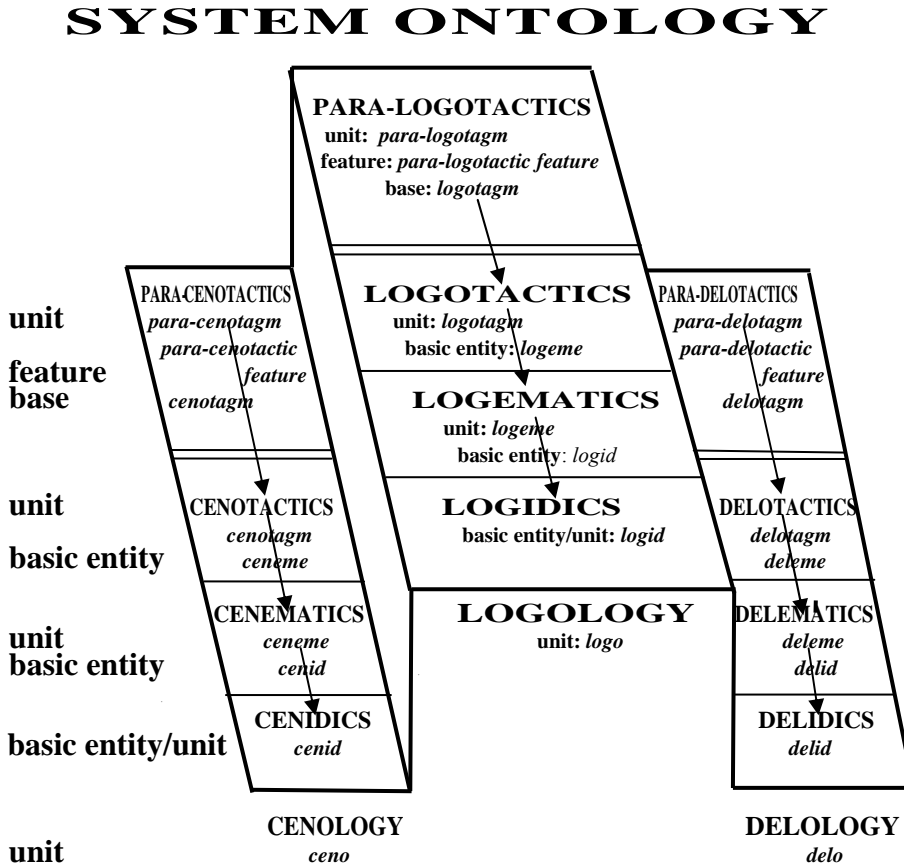 SYSTEM ONTOLOGY
PARA-LOGOTACTICS
unit: para-logotagm
feature: para-logotactic feature
base: logotagm
PARA-CENOTACTICS LOGOTACTICS PARA-DELOTACTICS
unit para-cenotagm unit: logotagm para-delotagm
para-cenotactic basic entity: logeme para-delotactic
feature feature feature
base cenotagm LOGEMATICS delotagm
unit: logeme
basic entity: logid
unit CENOTACTICS LOGIDICS DELOTACTICS
cenotagm basic entity/unit: logid delotagm
basic entity ceneme deleme
CENEMATICS LOGOLOGY DELEMATICS
unit ceneme unit: logo deleme
basic entity cenid delid
CENIDICS DELIDICS
basic entity/unit cenid delid
CENOLOGY DELOLOGY
unit ceno delo